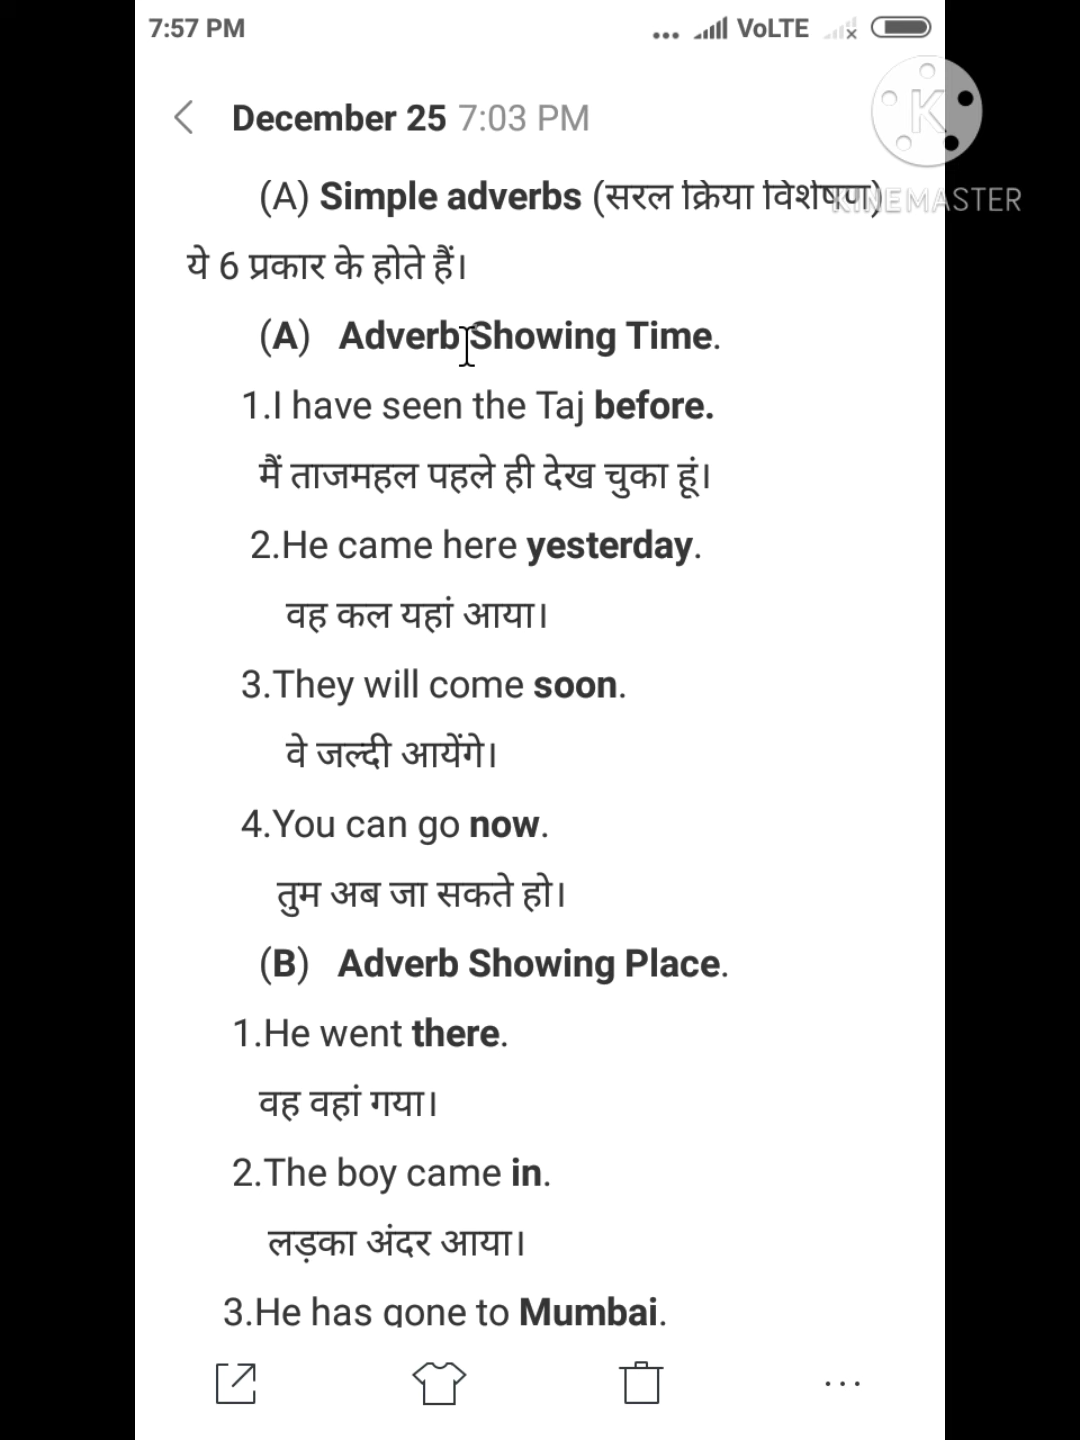 7:57 PM
... VoLTE
December 25 7:03 PM
K
KINEMASTER
(A) Simple adverbs (सरल क्रिया विशेषण)
ये 6 प्रकार के होते हैं।
(A) Adverb Showing Time.
1.I have seen the Taj before.
मैं ताजमहल पहले ही देख चुका हूं।
2.He came here yesterday.
वह कल यहां आया।
3.They will come soon.
वे जल्दी आयेंगे।
4.You can go now.
तुम अब जा सकते हो।
(B) Adverb Showing Place.
1.He went there.
वह वहां गया।
2.The boy came in.
लड़का अंदर आया।
3.He has gone to Mumbai.